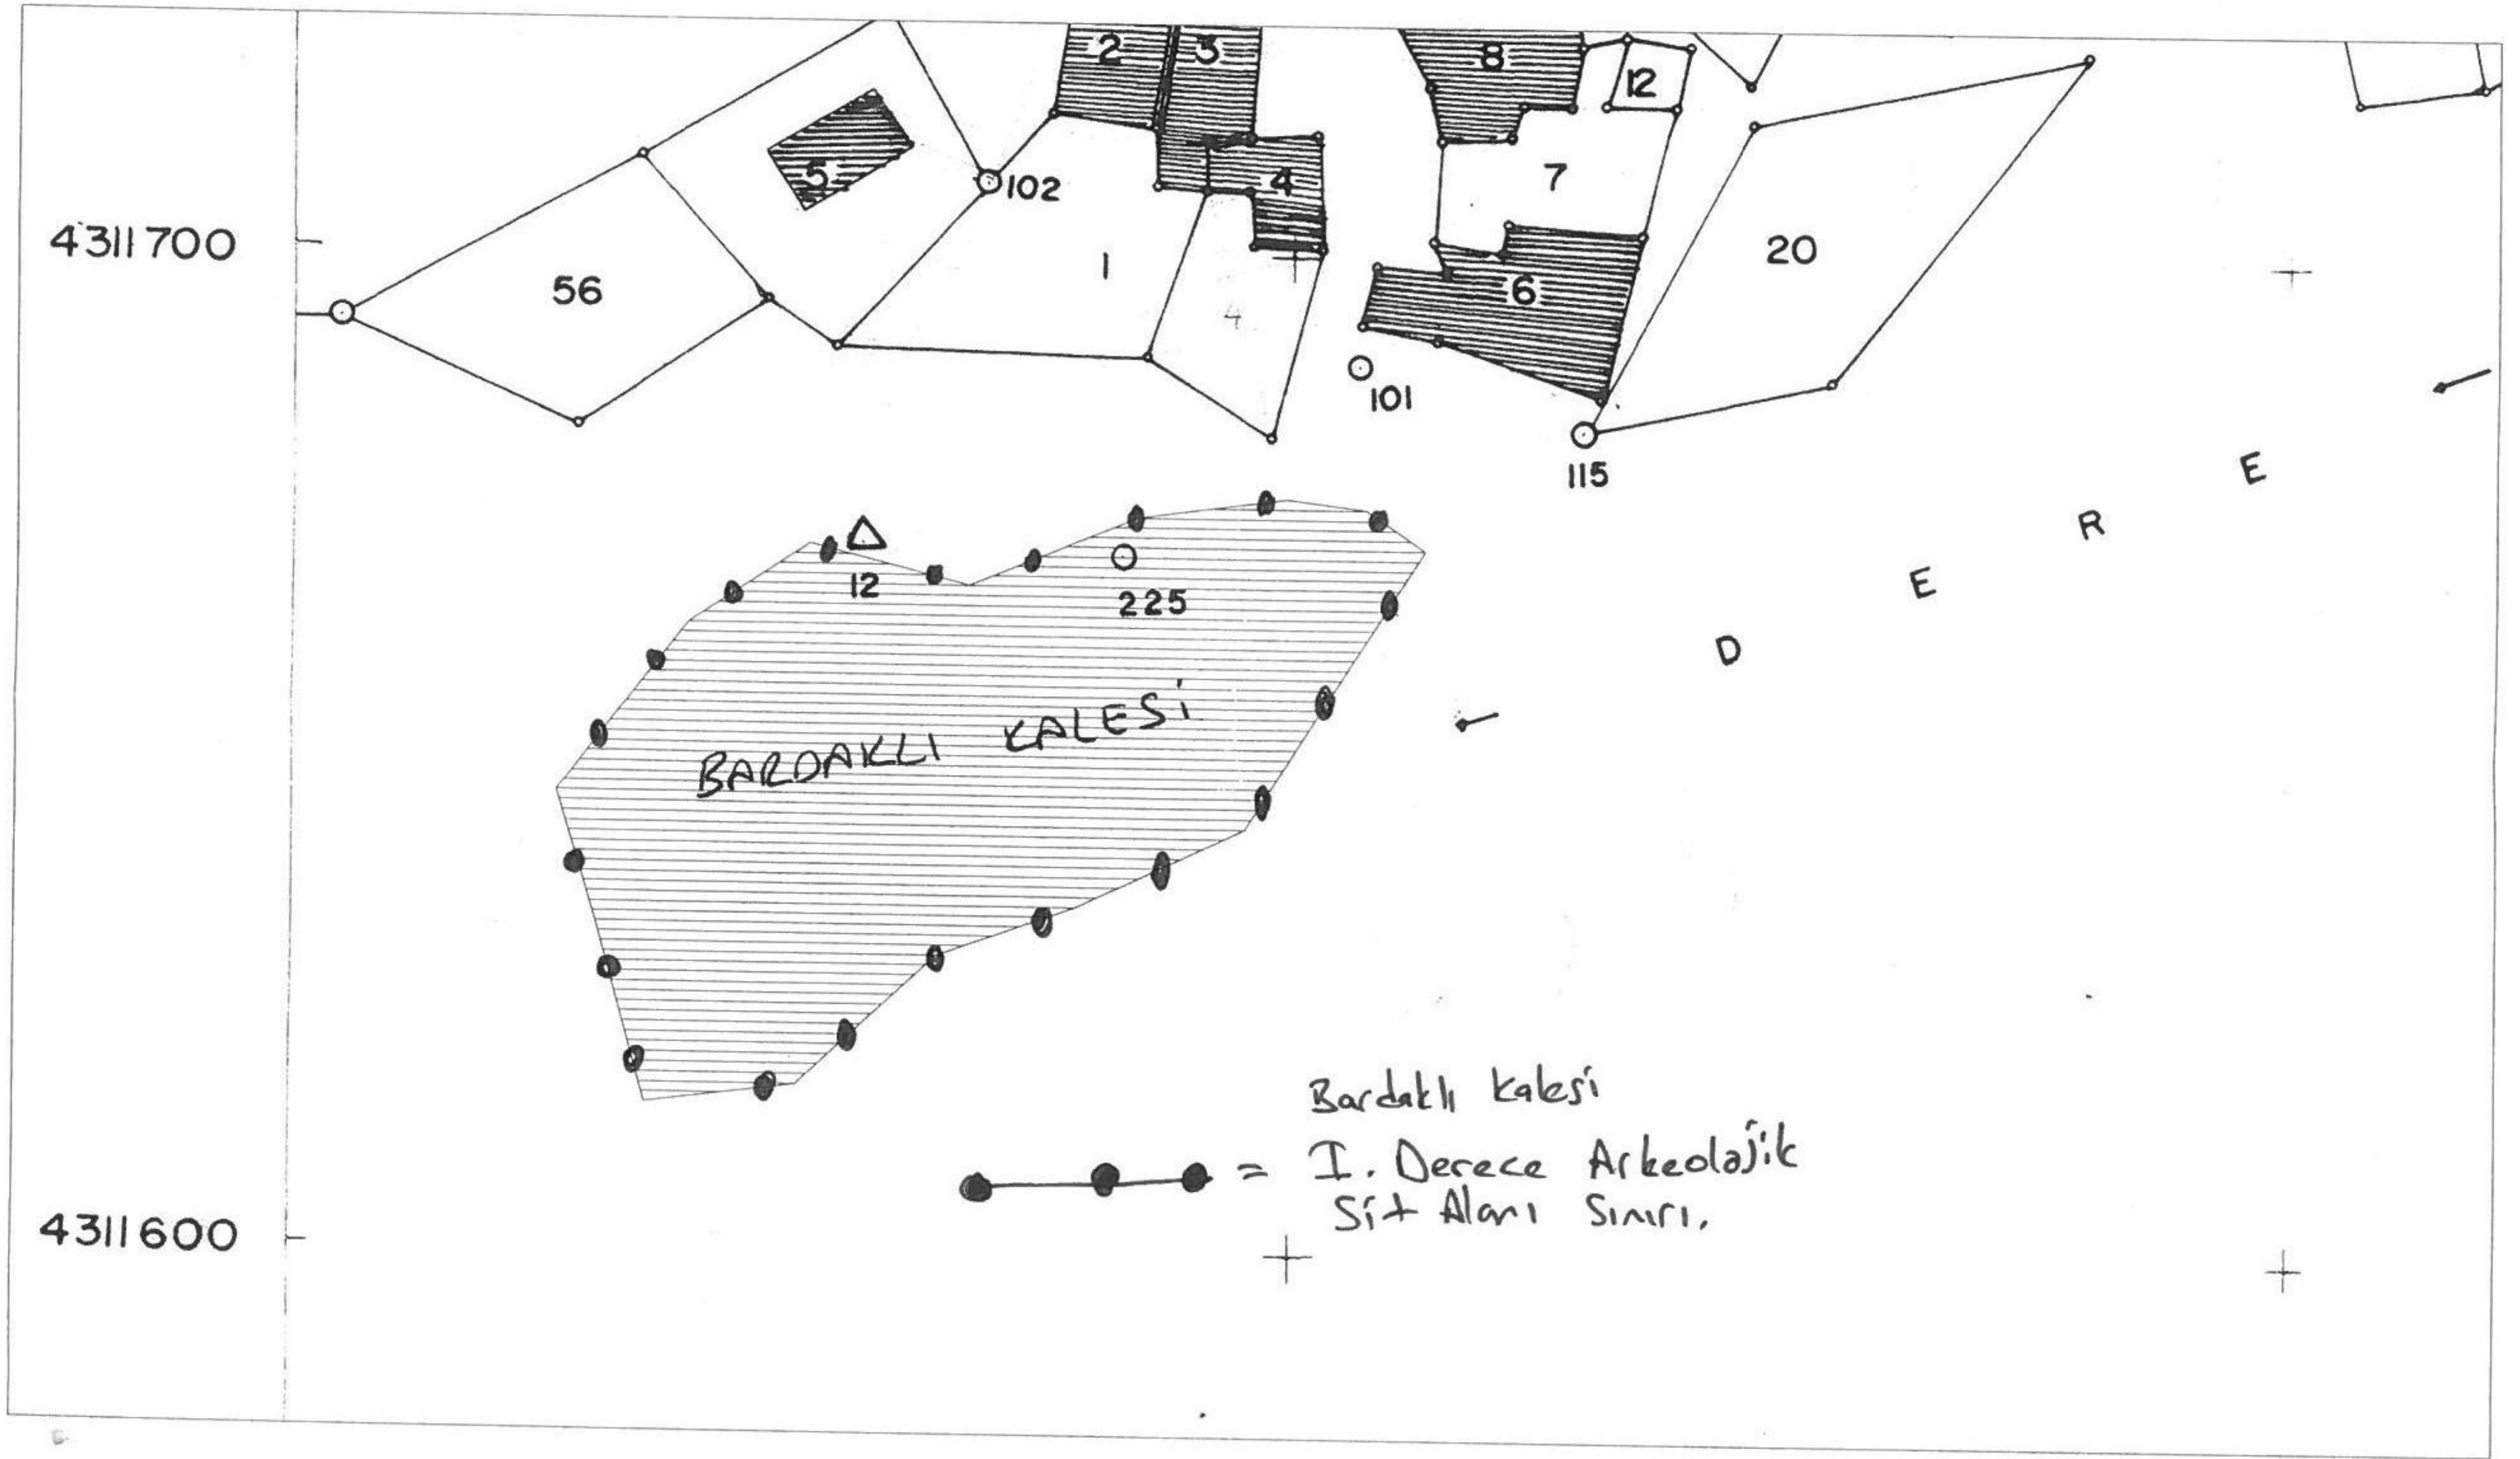 2
3
8
12
5
102
4
7
4311700
56
1
4
6
20
101
115
E
R
E
D
12
225
BARDAKLI KALESİ
Bardaklı Kalesi
= I. Derece Arkeolojik
Sit Alanı Sınırı.
4311600